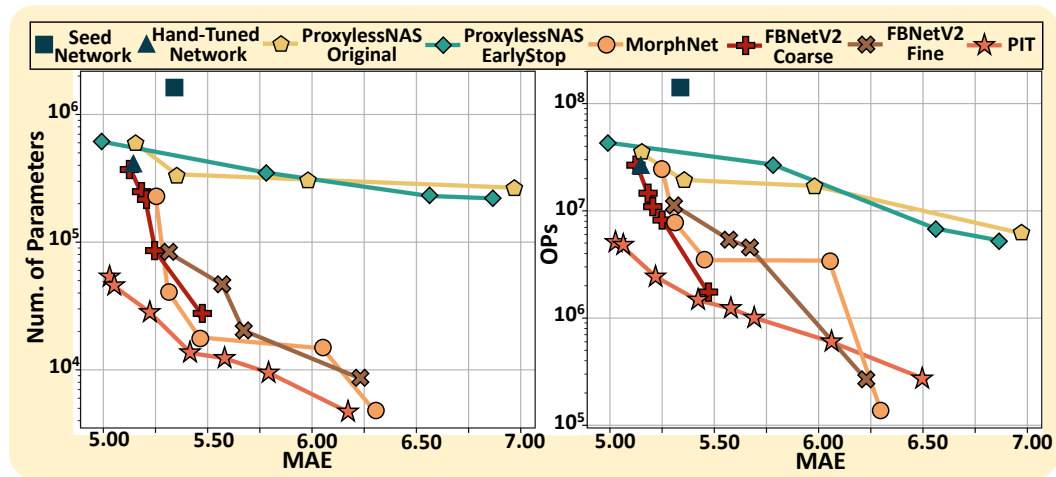 Seed Network
Hand-Tuned Network
ProxylessNAS Original
ProxylessNAS EarlyStop
MorphNet
FBNetV2 Coarse
FBNetV2 Fine
PIT
Num. of Parameters
10^6
10^5
10^4
5.00 5.50 6.00 6.50 7.00
MAE
OPs
10^8
10^7
10^6
10^5
5.00 5.50 6.00 6.50 7.00
MAE